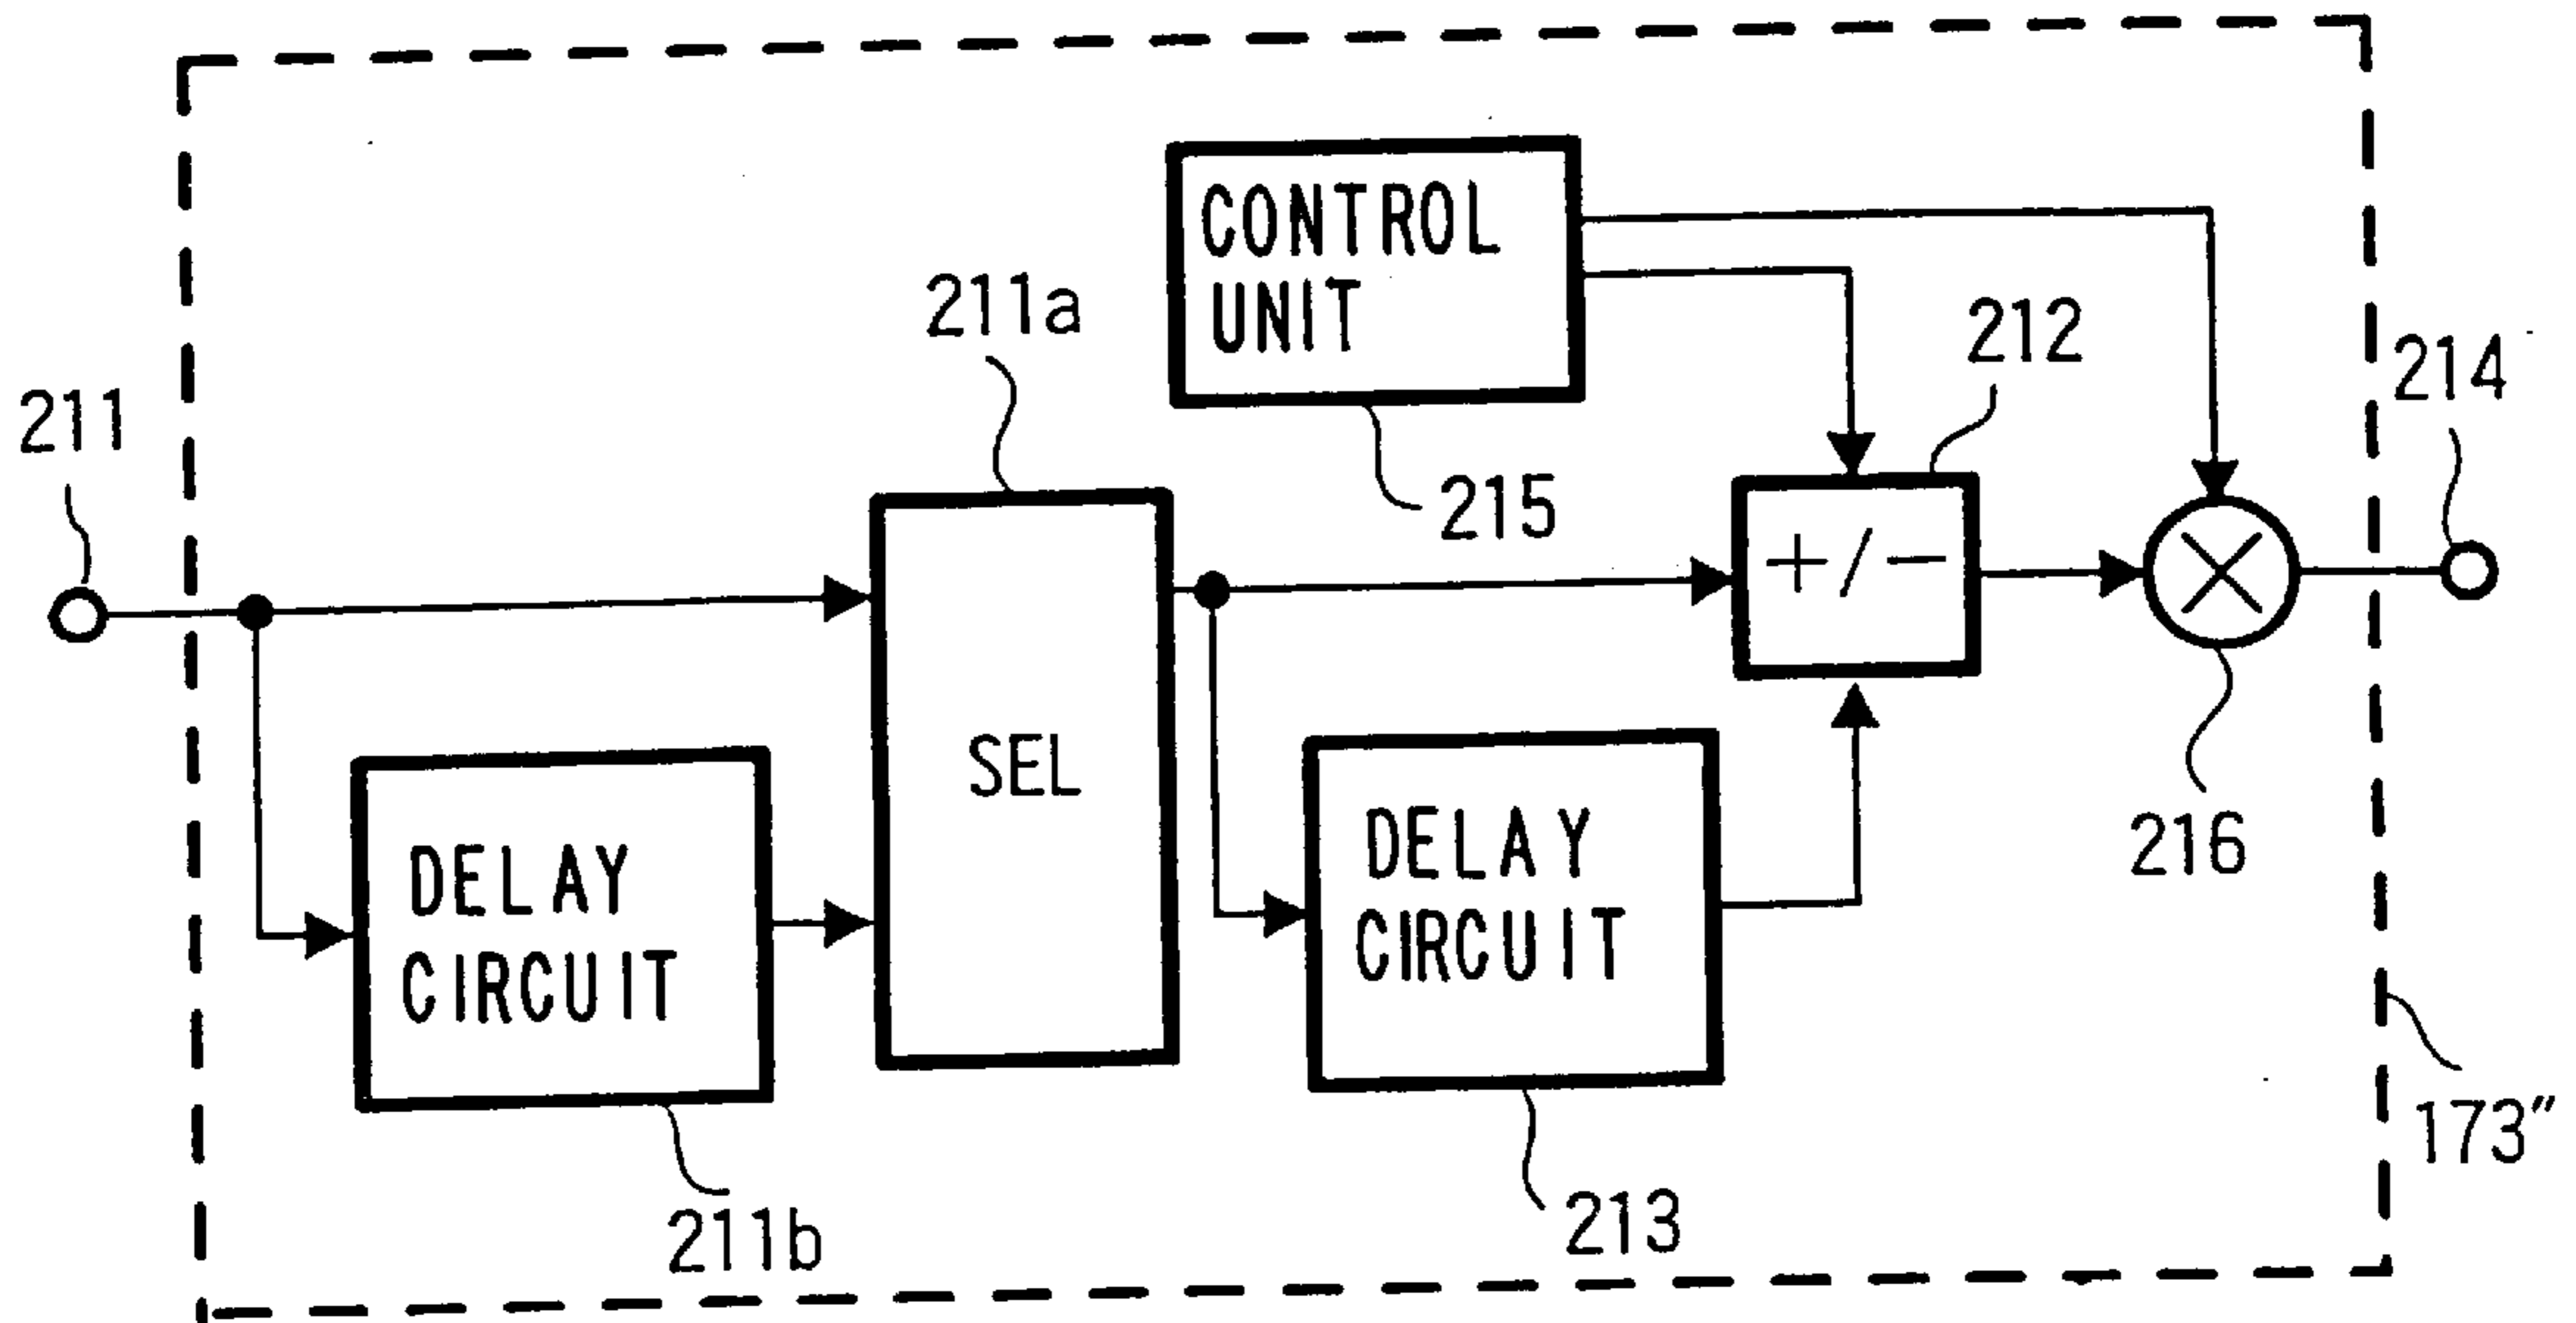 CONTROL
UNIT
211a
212
214
211
215
+/−
SEL
DELAY
CIRCUIT
DELAY
CIRCUIT
216
173″
211b
213